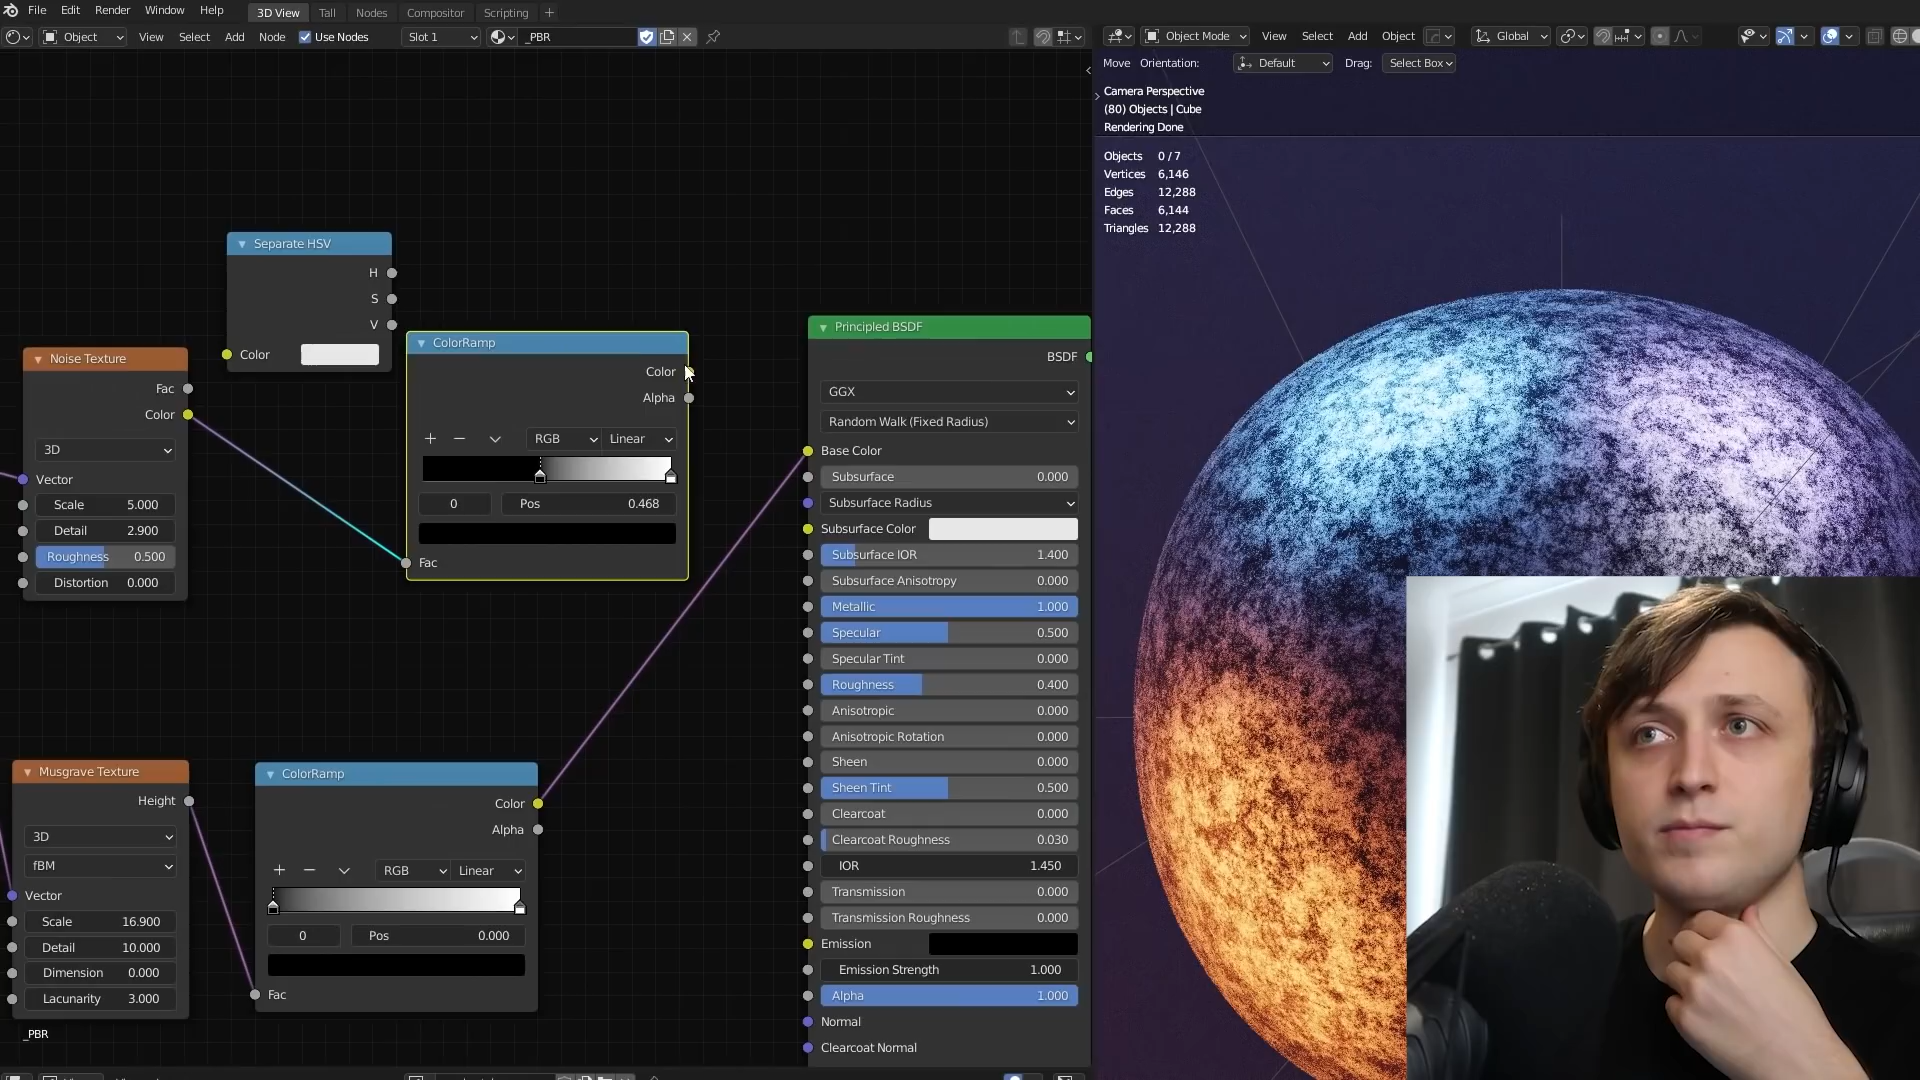 File Edit Render Window Help 3D View Tall Nodes Compositor Scripting
Object View Select Add Node Use Nodes Slot 1 _PBR
Object Mode View Select Add Object Global
Move Orientation: Default Drag: Select Box
Camera Perspective
(80) Objects | Cube
Rendering Done
Objects 0 / 7
Vertices 6,146
Edges 12,288
Faces 6,144
Triangles 12,288
Separate HSV
H
S
V
Color
Noise Texture
Fac
Color
3D
Vector
Scale 5.000
Detail 2.900
Roughness 0.500
Distortion 0.000
ColorRamp
Color
Alpha
RGB Linear
0 Pos 0.468
Fac
Musgrave Texture
Height
3D
fBM
Vector
Scale 16.900
Detail 10.000
Dimension 0.000
Lacunarity 3.000
ColorRamp
Color
Alpha
RGB Linear
0 Pos 0.000
Fac
Principled BSDF
BSDF
GGX
Random Walk (Fixed Radius)
Base Color
Subsurface 0.000
Subsurface Radius
Subsurface Color
Subsurface IOR 1.400
Subsurface Anisotropy 0.000
Metallic 1.000
Specular 0.500
Specular Tint 0.000
Roughness 0.400
Anisotropic 0.000
Anisotropic Rotation 0.000
Sheen 0.000
Sheen Tint 0.500
Clearcoat 0.000
Clearcoat Roughness 0.030
IOR 1.450
Transmission 0.000
Transmission Roughness 0.000
Emission
Emission Strength 1.000
Alpha 1.000
Normal
Clearcoat Normal
_PBR